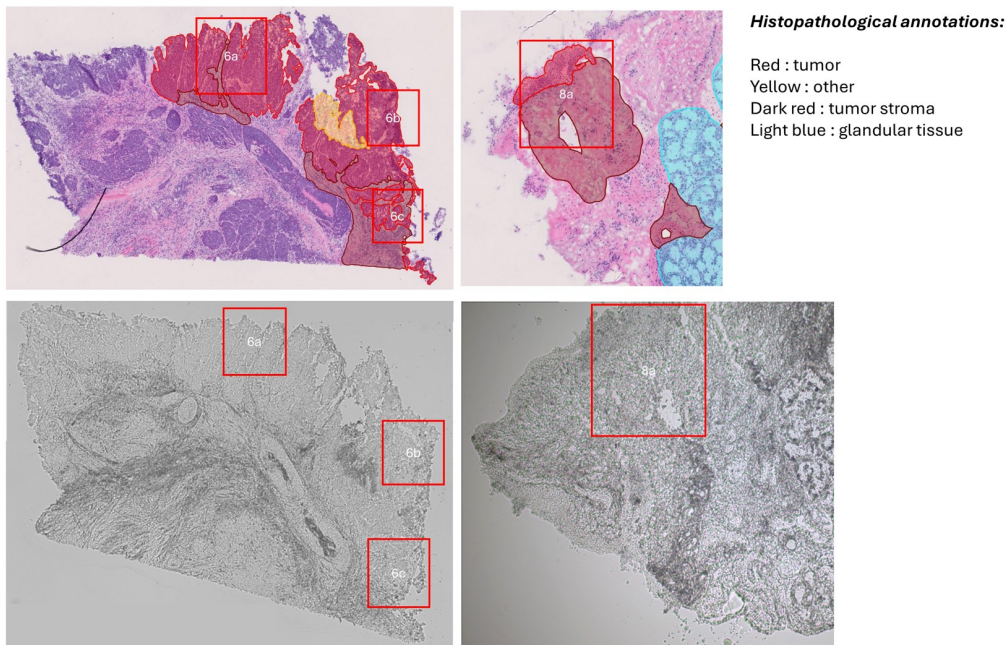 Histopathological annotations:
Red : tumor
Yellow : other
Dark red : tumor stroma
Light blue : glandular tissue
6a
8a
6b
6c
6a
8a
6b
6c